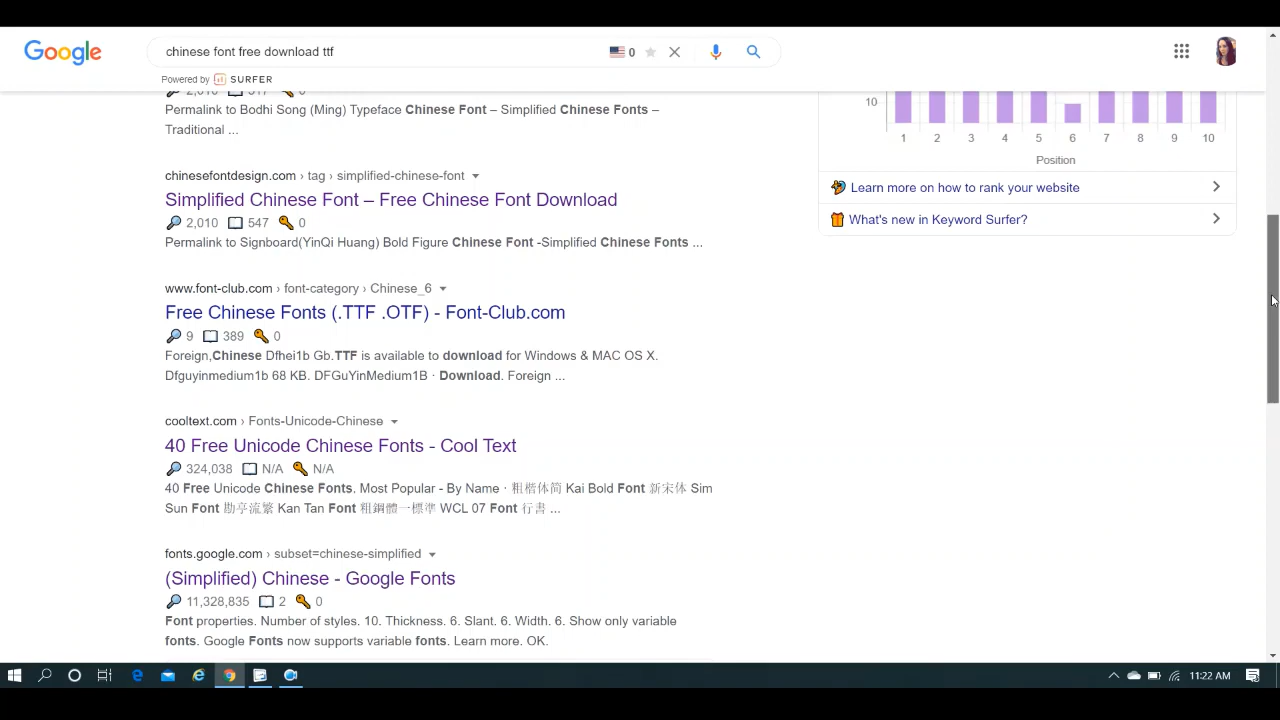 Google
chinese font free download ttf
0
Powered by SURFER
10
Permalink to Bodhi Song (Ming) Typeface Chinese Font – Simplified Chinese Fonts –
Traditional ...
1 2 3 4 5 6 7 8 9 10
Position
chinesefontdesign.com › tag › simplified-chinese-font
Simplified Chinese Font – Free Chinese Font Download
2,010 547 0
Permalink to Signboard(YinQi Huang) Bold Figure Chinese Font -Simplified Chinese Fonts ...
Learn more on how to rank your website
What's new in Keyword Surfer?
www.font-club.com › font-category › Chinese_6
Free Chinese Fonts (.TTF .OTF) - Font-Club.com
9 389 0
Foreign,Chinese Dfhei1b Gb.TTF is available to download for Windows & MAC OS X.
Dfguyinmedium1b 68 KB. DFGuYinMedium1B · Download. Foreign ...
cooltext.com › Fonts-Unicode-Chinese
40 Free Unicode Chinese Fonts - Cool Text
324,038 N/A N/A
40 Free Unicode Chinese Fonts. Most Popular - By Name · 粗楷体简 Kai Bold Font 新宋体 Sim
Sun Font 勘亭流繁 Kan Tan Font 粗鋼體一標準 WCL 07 Font 行書 ...
fonts.google.com › subset=chinese-simplified
(Simplified) Chinese - Google Fonts
11,328,835 2 0
Font properties. Number of styles. 10. Thickness. 6. Slant. 6. Width. 6. Show only variable
fonts. Google Fonts now supports variable fonts. Learn more. OK.
11:22 AM